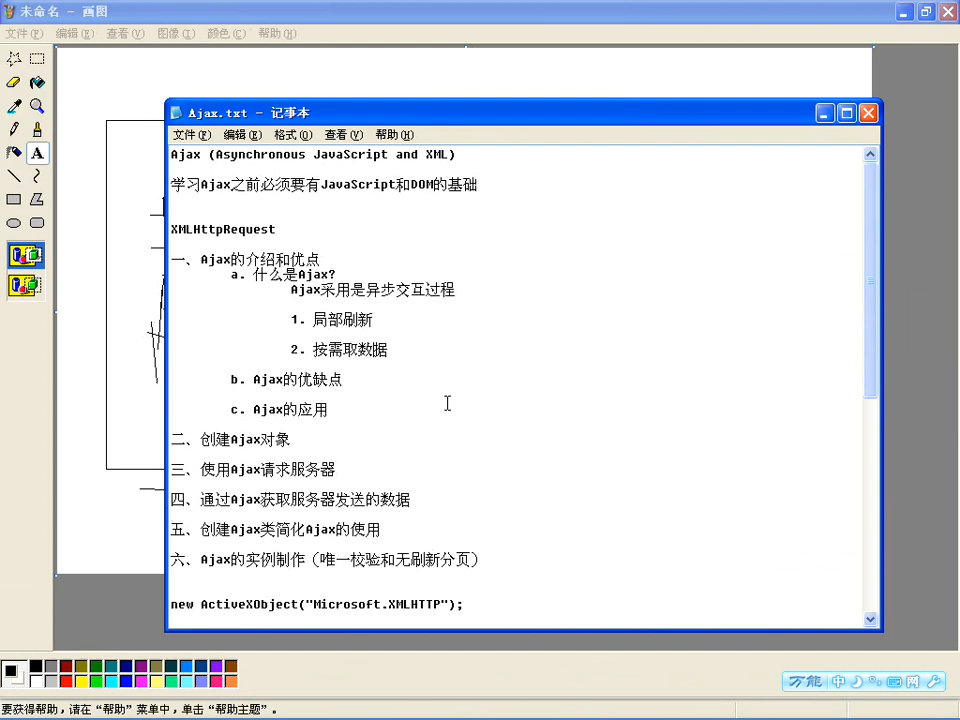 未命名 - 画图
文件(F) 编辑(E) 查看(V) 图像(I) 颜色(C) 帮助(H)
Ajax.txt - 记事本
文件(F) 编辑(E) 格式(O) 查看(V) 帮助(H)
Ajax (Asynchronous JavaScript and XML)
学习Ajax之前必须要有JavaScript和DOM的基础
XMLHttpRequest
一、Ajax的介绍和优点
a. 什么是Ajax?
Ajax采用是异步交互过程
1. 局部刷新
2. 按需取数据
b. Ajax的优缺点
c. Ajax的应用
二、创建Ajax对象
三、使用Ajax请求服务器
四、通过Ajax获取服务器发送的数据
五、创建Ajax类简化Ajax的使用
六、Ajax的实例制作（唯一校验和无刷新分页）
new ActiveXObject("Microsoft.XMLHTTP");
万能 中 网
要获得帮助，请在“帮助”菜单中，单击“帮助主题”。